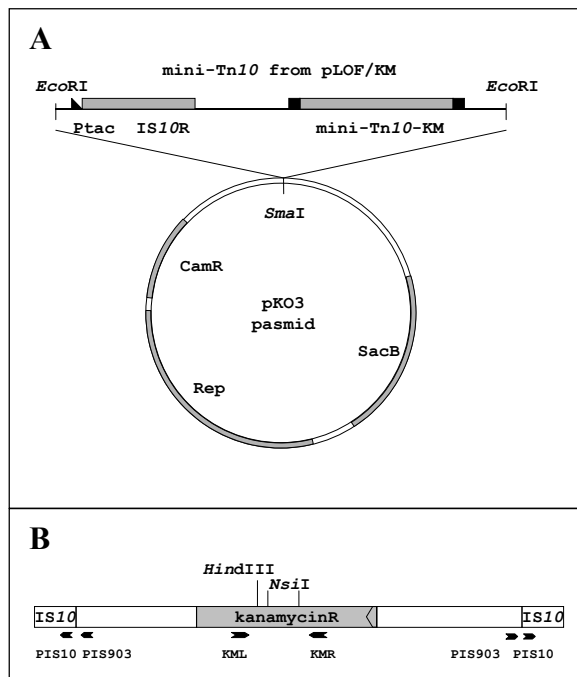 A
mini-Tn10 from pLOF/KM
EcoRI EcoRI
Ptac IS10R mini-Tn10-KM
SmaI
CamR
pKO3
pasmid
SacB
Rep
B
HindIII
NsiI
IS10 kanamycinR IS10
PIS10 PIS903 KML KMR PIS903 PIS10